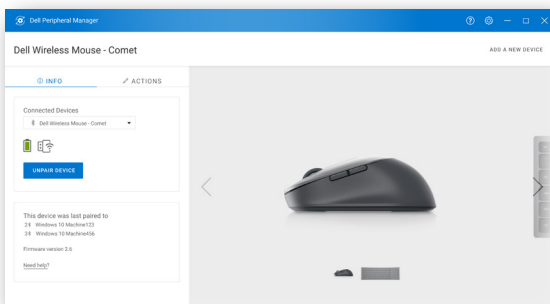 Dell Peripheral Manager
Dell Wireless Mouse - Comet
ADD A NEW DEVICE
INFO
ACTIONS
Connected Devices
Dell Wireless Mouse - Comet
UNPAIR DEVICE
This device was last paired to
2 Windows 10 Machine123
3 Windows 10 Machine456
Firmware version 2.6
Need help?